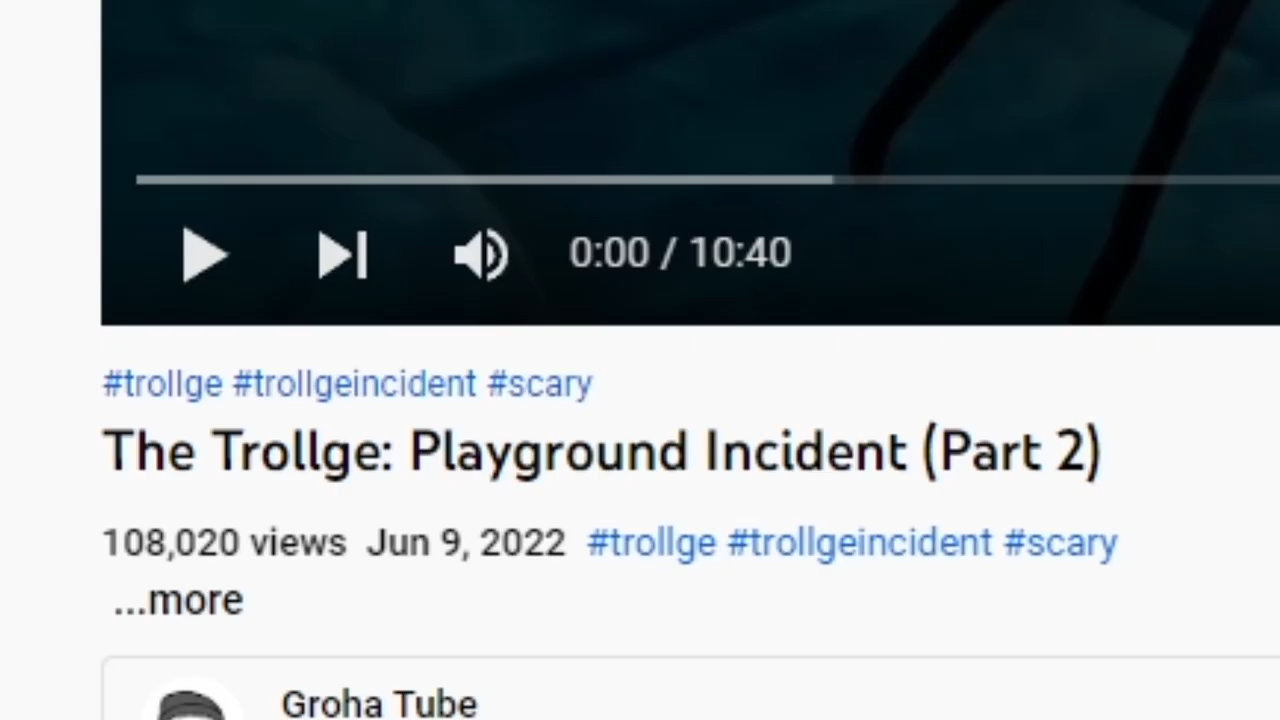 0:00 / 10:40
#trollge #trollgeincident #scary
The Trollge: Playground Incident (Part 2)
108,020 views Jun 9, 2022 #trollge #trollgeincident #scary
...more
Groha Tube